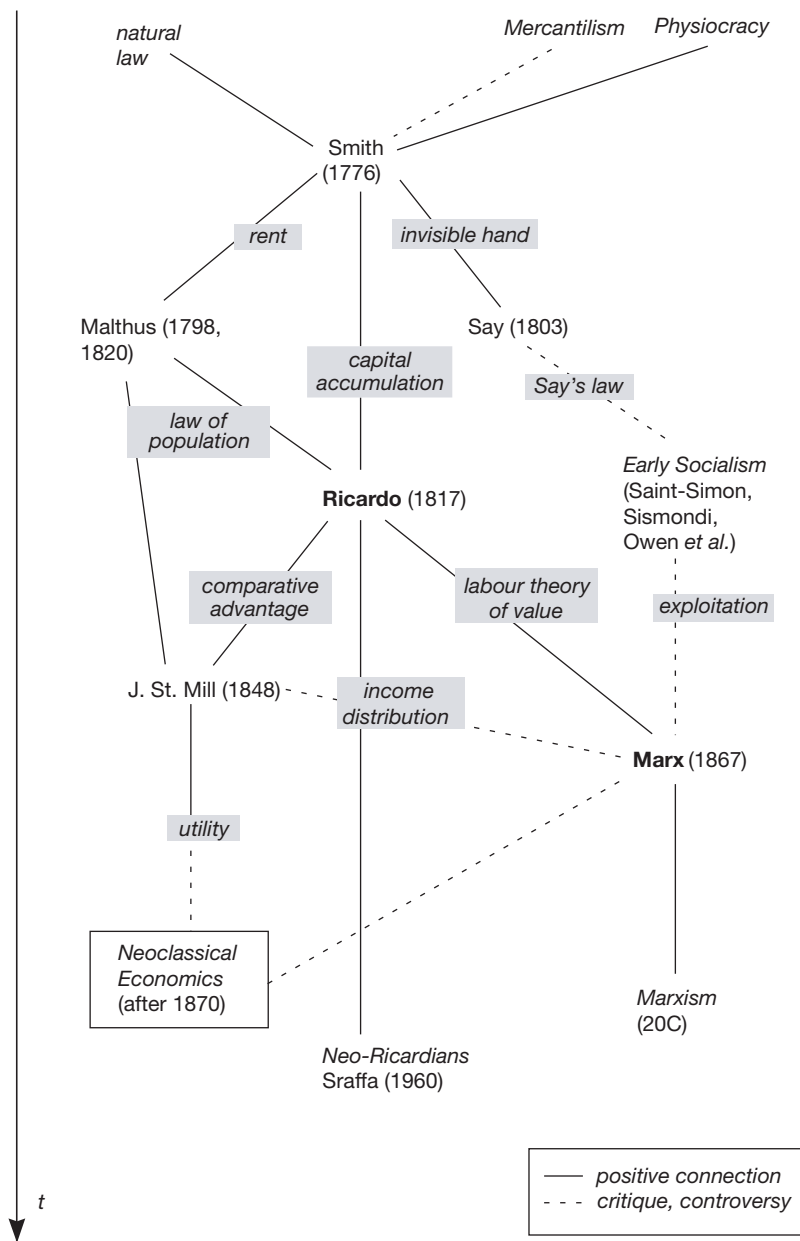 natural
law
Mercantilism
Physiocracy
Smith
(1776)
rent
invisible hand
Malthus (1798,
1820)
Say (1803)
capital
accumulation
Say's law
law of
population
Early Socialism
(Saint-Simon,
Sismondi,
Owen et al.)
Ricardo (1817)
comparative
advantage
labour theory
of value
exploitation
J. St. Mill (1848)
income
distribution
Marx (1867)
utility
Neoclassical
Economics
(after 1870)
Marxism
(20C)
Neo-Ricardians
Sraffa (1960)
positive connection
critique, controversy
t